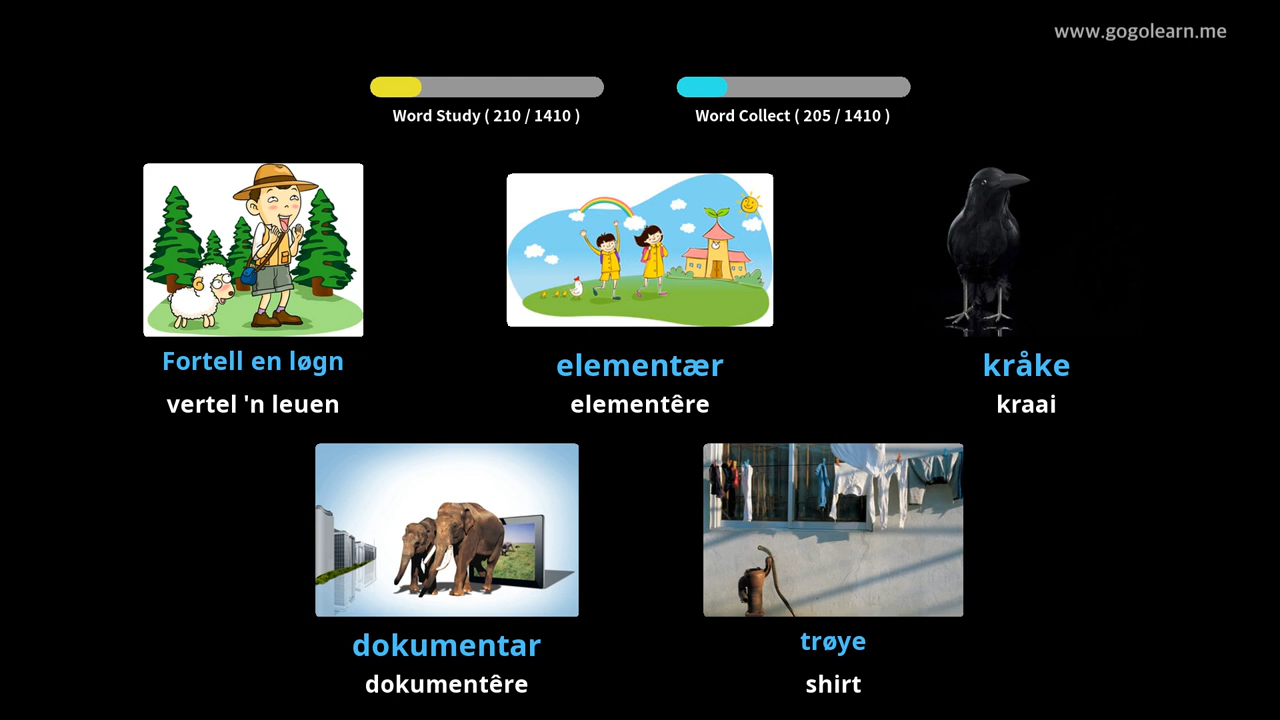 www.gogolearn.me
Word Study ( 210 / 1410 )
Word Collect ( 205 / 1410 )
Fortell en løgn
vertel 'n leuen
elementær
elementêre
kråke
kraai
dokumentar
dokumentêre
trøye
shirt